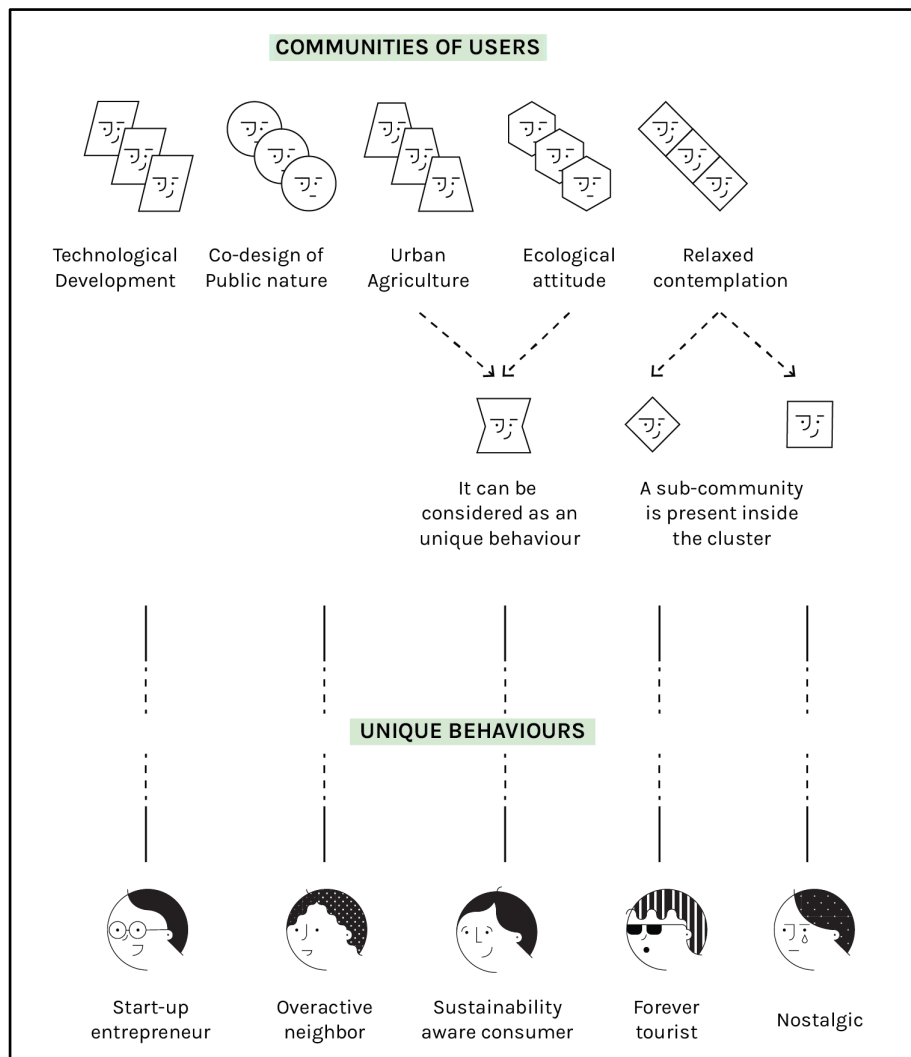 COMMUNITIES OF USERS
Technological
Development
Co-design of
Public nature
Urban
Agriculture
Ecological
attitude
Relaxed
contemplation
It can be
considered as an
unique behaviour
A sub-community
is present inside
the cluster
UNIQUE BEHAVIOURS
Start-up
entrepreneur
Overactive
neighbor
Sustainability
aware consumer
Forever
tourist
Nostalgic